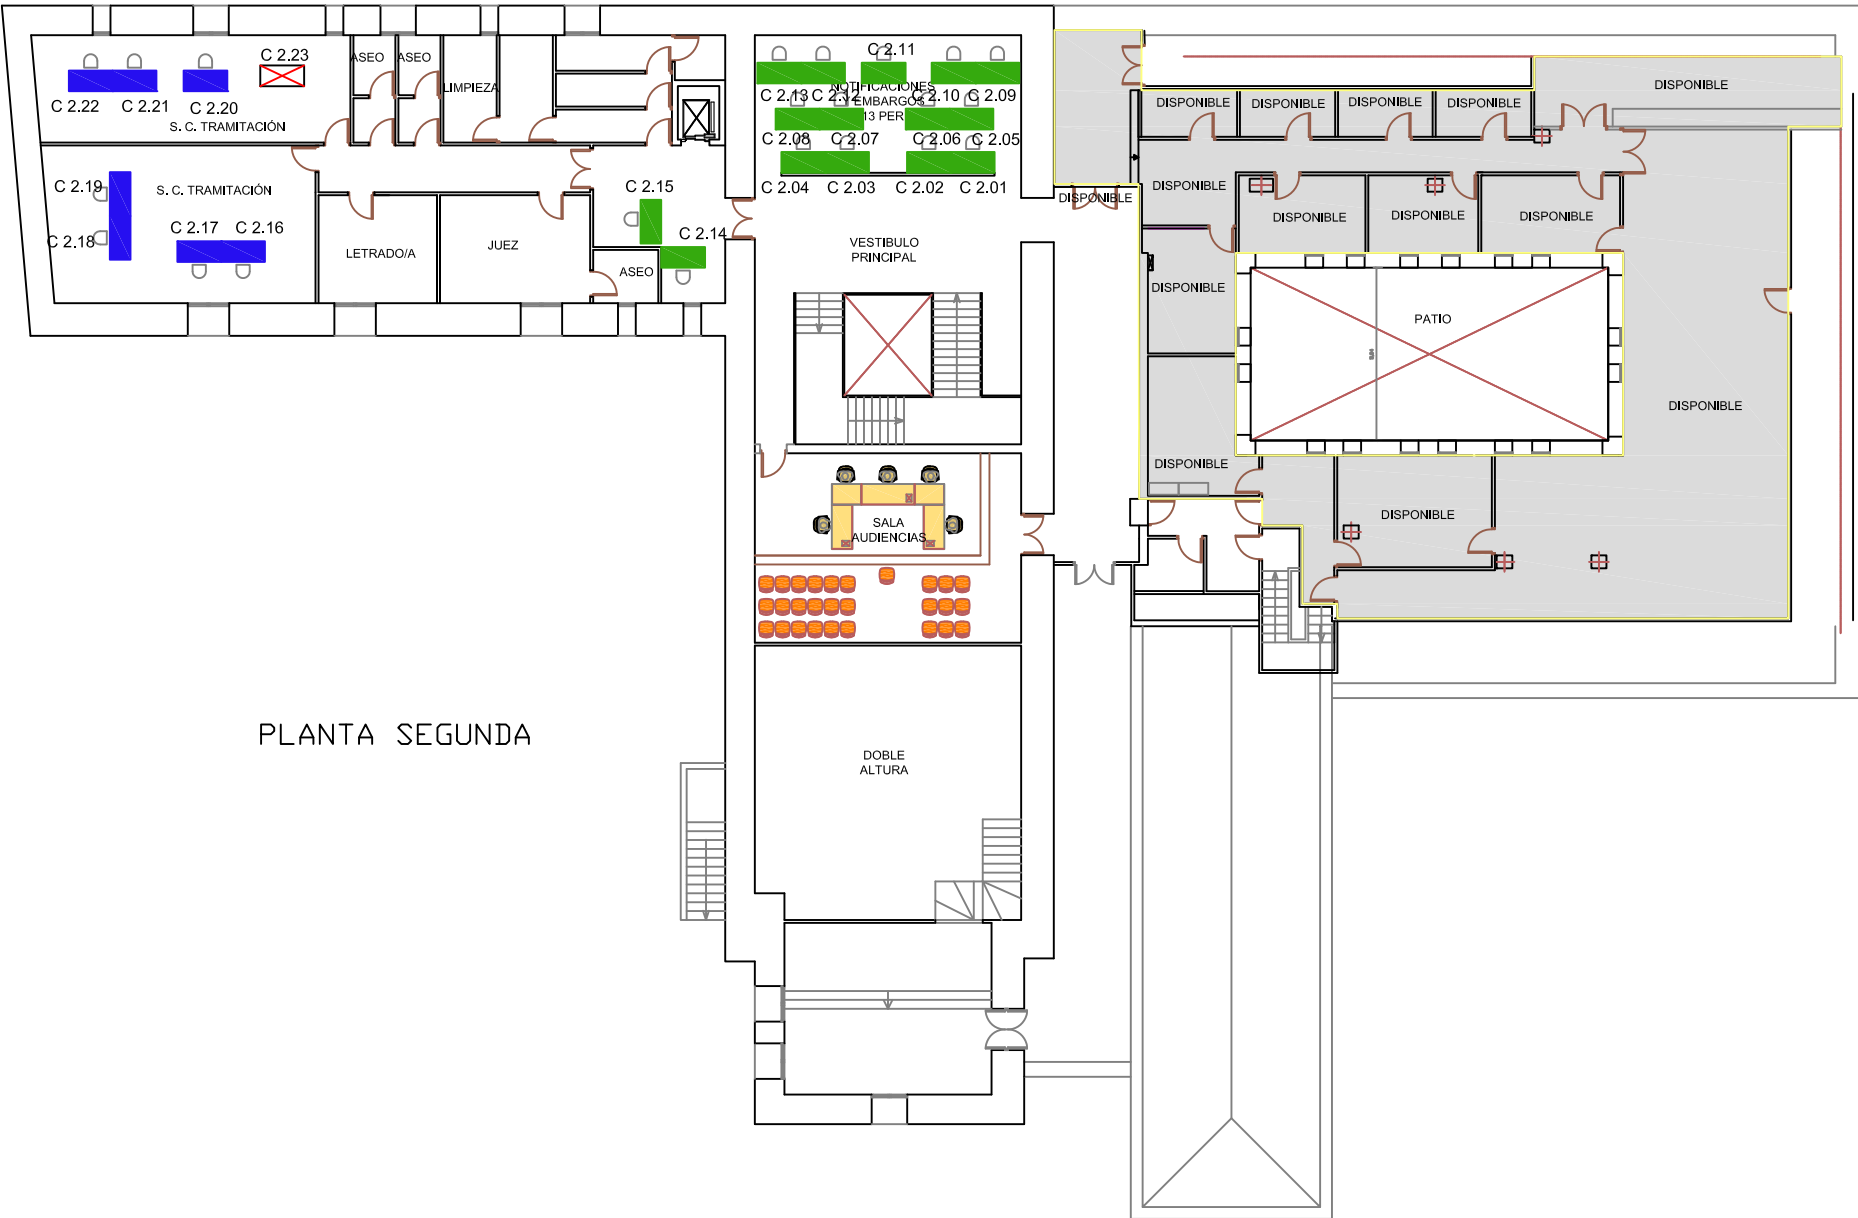 C 2.23
ASEO
ASEO
LIMPIEZA
C 2.22
C 2.21
C 2.20
S. C. TRAMITACIÓN
C 2.19
S. C. TRAMITACIÓN
C 2.18
C 2.17
C 2.16
LETRADO/A
JUEZ
ASEO
C 2.15
C 2.14
C 2.11
NOTIFICACIONES
EMBARGOS
13 PER
C 2.13
C 2.12
C 2.10
C 2.09
C 2.08
C 2.07
C 2.06
C 2.05
C 2.04
C 2.03
C 2.02
C 2.01
VESTIBULO
PRINCIPAL
SALA
AUDIENCIAS
DOBLE
ALTURA
DISPONIBLE
DISPONIBLE
DISPONIBLE
DISPONIBLE
DISPONIBLE
DISPONIBLE
DISPONIBLE
DISPONIBLE
DISPONIBLE
DISPONIBLE
DISPONIBLE
PATIO
DISPONIBLE
DISPONIBLE
DISPONIBLE
PLANTA SEGUNDA